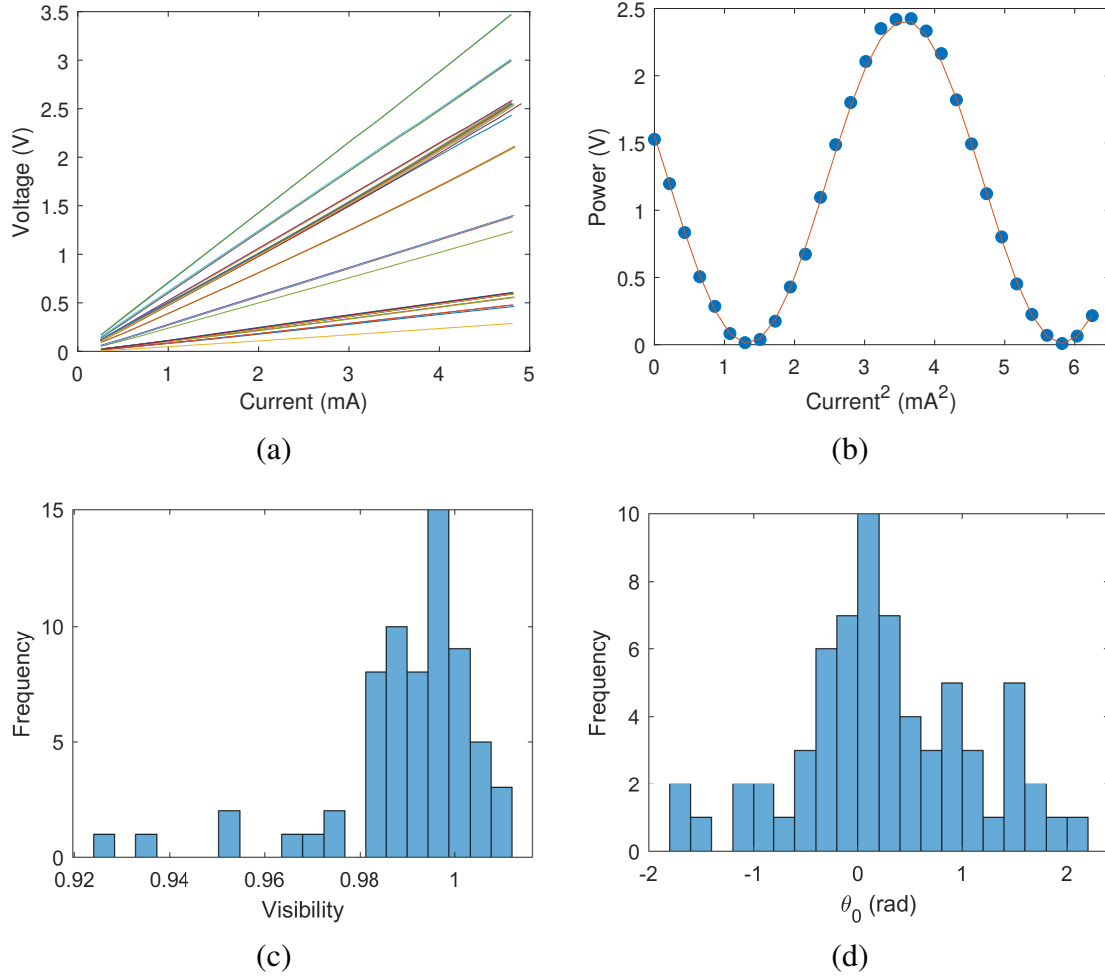 3.5
3
2.5
2
1.5
1
0.5
0
0 1 2 3 4 5
Voltage (V)
Current (mA)
(a)
2.5
2
1.5
1
0.5
0
0 1 2 3 4 5 6
Power (V)
Current² (mA²)
(b)
15
10
5
0
0.92 0.94 0.96 0.98 1
Frequency
Visibility
(c)
10
8
6
4
2
0
-2 -1 0 1 2
Frequency
θ₀ (rad)
(d)